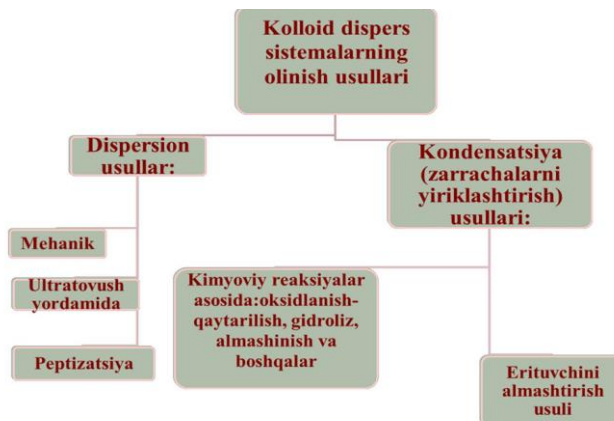 Kolloid dispers
sistemalarning
olinish usullari
Dispersion
usullar:
Mehanik
Ultratovush
yordamida
Peptizatsiya
Kondensatsiya
(zarrachalarni
yiriklashtirish)
usullari:
Kimyoviy reaksiyalar
asosida:oksidlanish-
qaytarilish, gidroliz,
almashinish va
boshqalar
Erituvchini
almashtirish
usuli